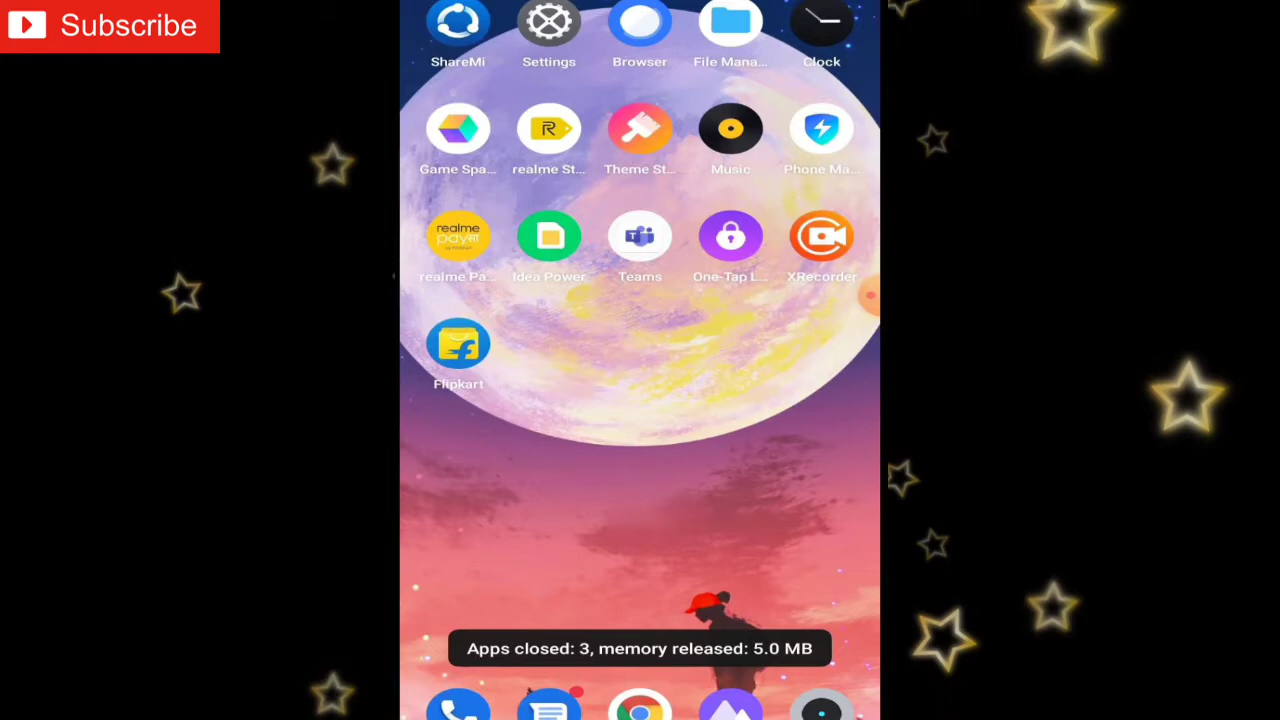 Subscribe
ShareMi
Settings
Browser
File Mana...
Clock
Game Spa...
realme St...
Theme St...
Music
Phone Ma...
realme
R
realme Pa...
Idea Power
Teams
One-Tap L...
XRecorder
Flipkart
Apps closed: 3, memory released: 5.0 MB